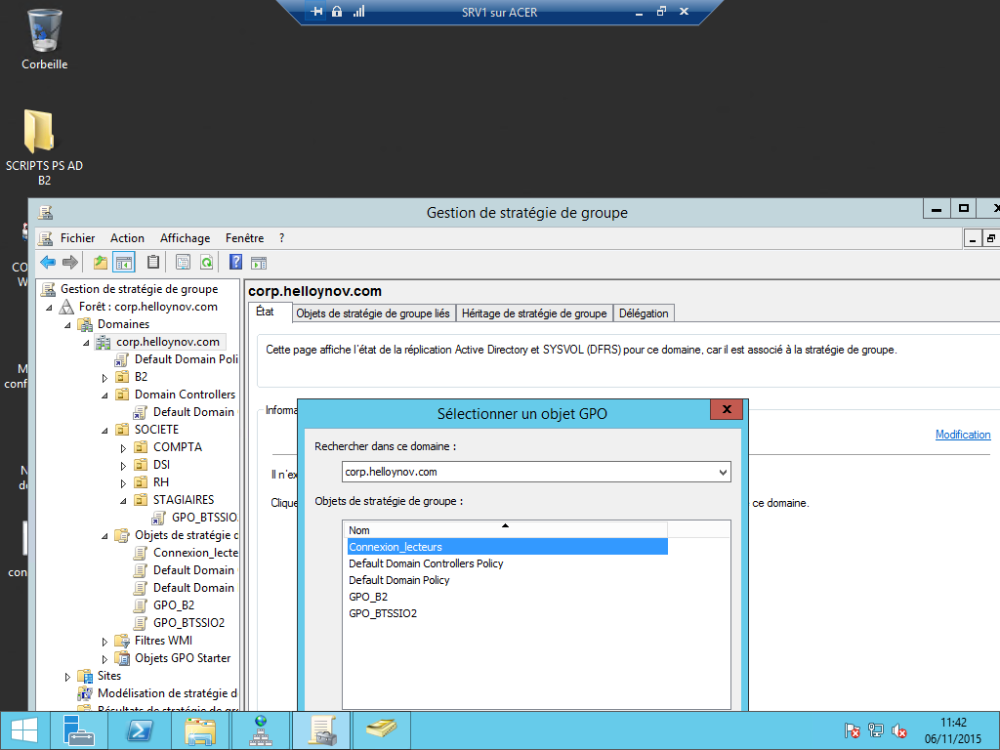 SRV1 sur ACER
Corbeille
SCRIPTS PS AD
B2
Gestion de stratégie de groupe
Fichier Action Affichage Fenêtre ?
Gestion de stratégie de groupe
Forêt : corp.helloynov.com
Domaines
corp.helloynov.com
Default Domain Poli
B2
Domain Controllers
Default Domain
SOCIETE
COMPTA
DSI
RH
STAGIAIRES
GPO_BTSSIO
Objets de stratégie d
Connexion_lecte
Default Domain
Default Domain
GPO_B2
GPO_BTSSIO2
Filtres WMI
Objets GPO Starter
Sites
Modélisation de stratégie d
Résultats de stratégie de gr
corp.helloynov.com
État Objets de stratégie de groupe liés Héritage de stratégie de groupe Délégation
Cette page affiche l'état de la réplication Active Directory et SYSVOL (DFRS) pour ce domaine, car il est associé à la stratégie de groupe.
Informa
Modification
Il n'ex
Clique
ce domaine.
Sélectionner un objet GPO
Rechercher dans ce domaine :
corp.helloynov.com
Objets de stratégie de groupe :
Nom
Connexion_lecteurs
Default Domain Controllers Policy
Default Domain Policy
GPO_B2
GPO_BTSSIO2
CO
W
M
conf
N
de
con
11:42
06/11/2015